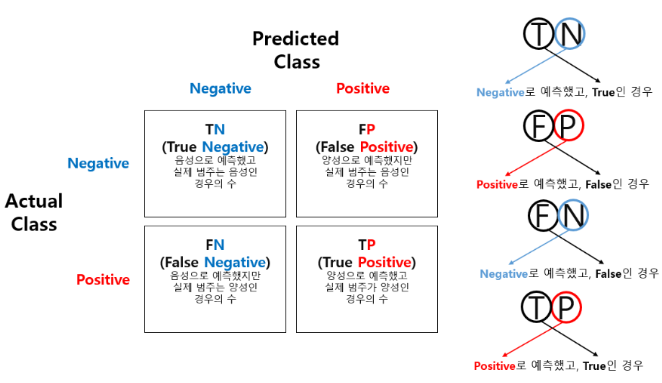 Predicted
Class
Negative
Positive
Actual
Class
Negative
Positive
TN
(True Negative)
음성으로 예측했고
실제 범주는 음성인
경우의 수
FP
(False Positive)
양성으로 예측했지만
실제 범주는 음성인
경우의 수
FN
(False Negative)
음성으로 예측했지만
실제 범주는 양성인
경우의 수
TP
(True Positive)
양성으로 예측했고
실제 범주가 양성인
경우의 수
TN
Negative로 예측했고, True인 경우
FP
Positive로 예측했고, False인 경우
FN
Negative로 예측했고, False인 경우
TP
Positive로 예측했고, True인 경우